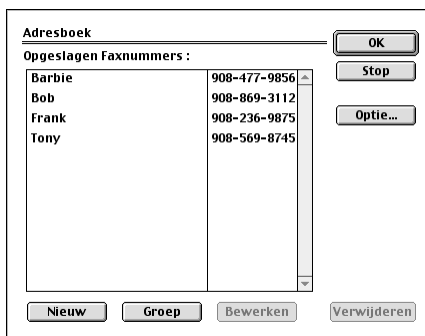 Adresboek
OK
Opgeslagen Faxnummers :
Stop
Barbie 908-477-9856
Bob 908-869-3112
Frank 908-236-9875
Optie...
Tony 908-569-8745
Nieuw Groep Bewerken Verwijderen